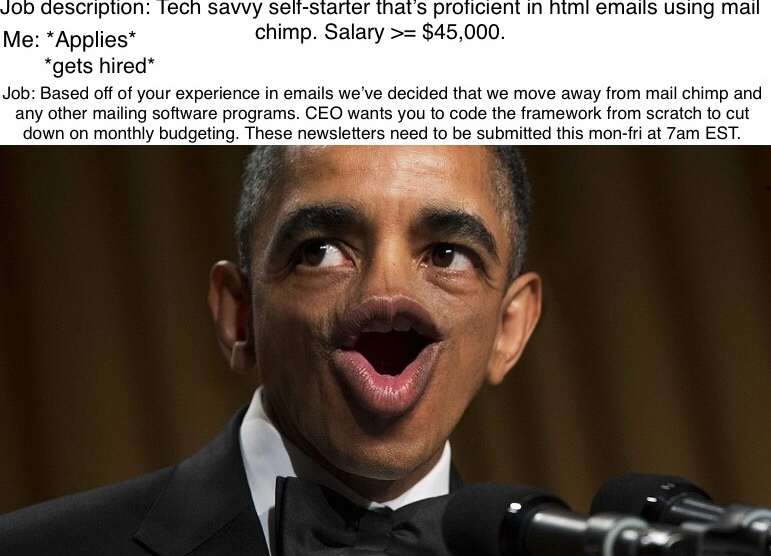 Job description: Tech savvy self-starter that's proficient in html emails using mail
chimp. Salary >= $45,000.
Me: *Applies*
*gets hired*
Job: Based off of your experience in emails we've decided that we move away from mail chimp and
any other mailing software programs. CEO wants you to code the framework from scratch to cut
down on monthly budgeting. These newsletters need to be submitted this mon-fri at 7am EST.